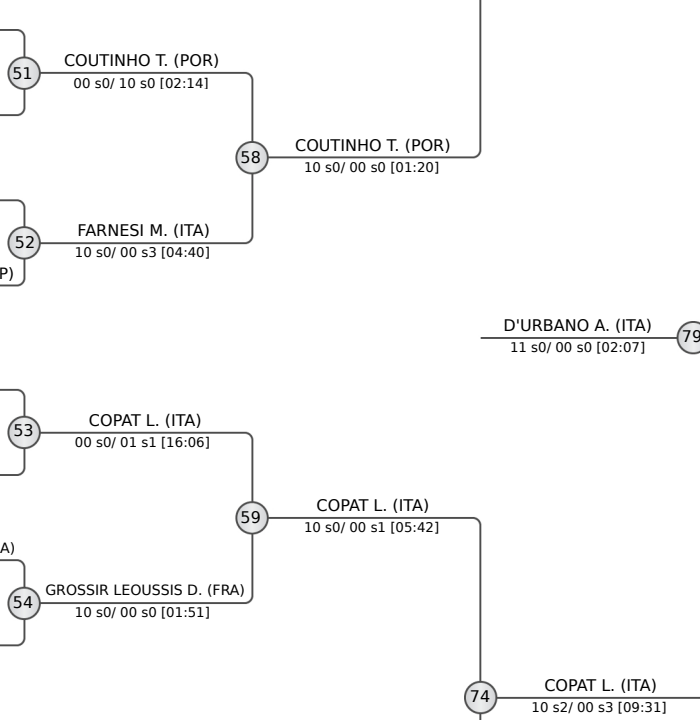 51
COUTINHO T. (POR)
00 s0/ 10 s0 [02:14]
58
COUTINHO T. (POR)
10 s0/ 00 s0 [01:20]
52
FARNESI M. (ITA)
10 s0/ 00 s3 [04:40]
P)
D'URBANO A. (ITA)
11 s0/ 00 s0 [02:07]
79
53
COPAT L. (ITA)
00 s0/ 01 s1 [16:06]
59
COPAT L. (ITA)
10 s0/ 00 s1 [05:42]
A)
54
GROSSIR LEOUSSIS D. (FRA)
10 s0/ 00 s0 [01:51]
74
COPAT L. (ITA)
10 s2/ 00 s3 [09:31]